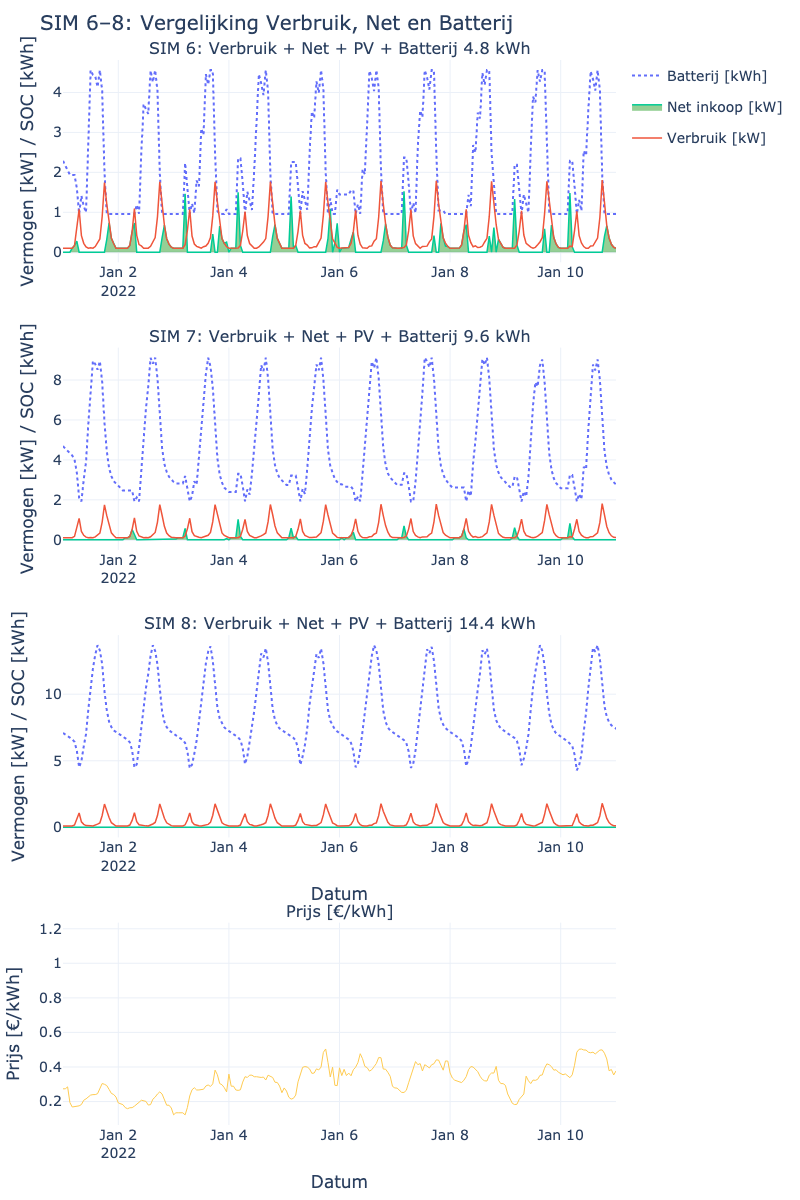 SIM 6–8: Vergelijking Verbruik, Net en Batterij
SIM 6: Verbruik + Net + PV + Batterij 4.8 kWh
Vermogen [kW] / SOC [kWh]
4
3
2
1
0
Jan 2
2022
Jan 4
Jan 6
Jan 8
Jan 10
Batterij [kWh]
Net inkoop [kW]
Verbruik [kW]
SIM 7: Verbruik + Net + PV + Batterij 9.6 kWh
Vermogen [kW] / SOC [kWh]
8
6
4
2
0
Jan 2
2022
Jan 4
Jan 6
Jan 8
Jan 10
SIM 8: Verbruik + Net + PV + Batterij 14.4 kWh
Vermogen [kW] / SOC [kWh]
10
5
0
Jan 2
2022
Jan 4
Jan 6
Jan 8
Jan 10
Datum
Prijs [€/kWh]
Prijs [€/kWh]
1.2
1
0.8
0.6
0.4
0.2
Jan 2
2022
Jan 4
Jan 6
Jan 8
Jan 10
Datum